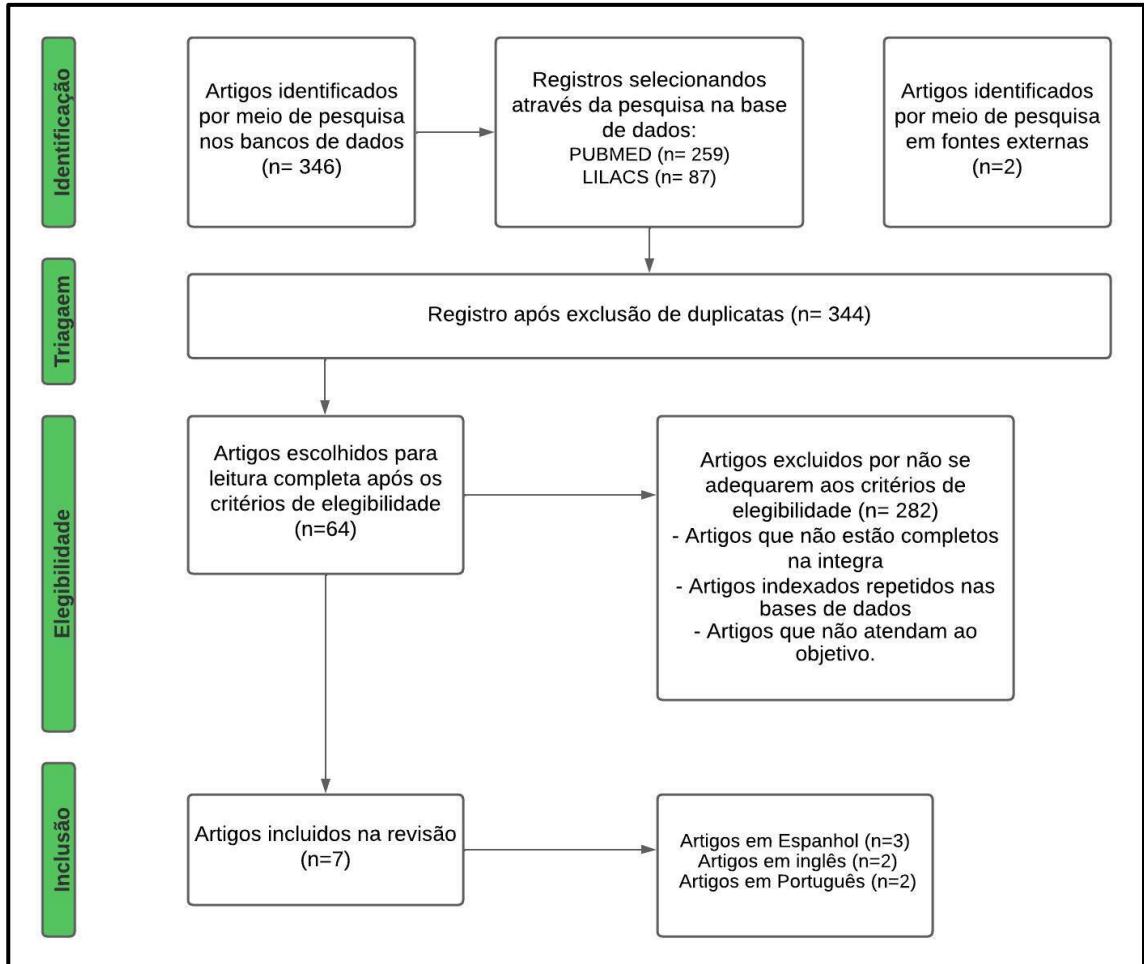 Identificação
Artigos identificados
por meio de pesquisa
nos bancos de dados
(n= 346)
Registros selecionandos
através da pesquisa na base
de dados:
PUBMED (n= 259)
LILACS (n= 87)
Artigos identificados
por meio de pesquisa
em fontes externas
(n=2)
Triagaem
Registro após exclusão de duplicatas (n= 344)
Elegibilidade
Artigos escolhidos para
leitura completa após os
critérios de elegibilidade
(n=64)
Artigos excluidos por não se
adequarem aos critérios de
elegibilidade (n= 282)
- Artigos que não estão completos
na integra
- Artigos indexados repetidos nas
bases de dados
- Artigos que não atendam ao
objetivo.
Inclusão
Artigos incluidos na revisão
(n=7)
Artigos em Espanhol (n=3)
Artigos em inglês (n=2)
Artigos em Português (n=2)